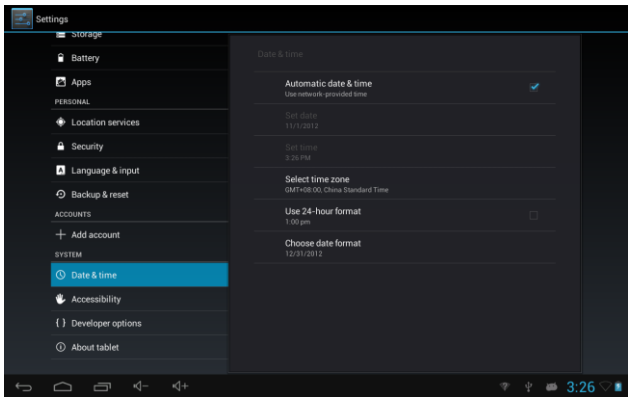 Settings
Storage
Battery
Apps
PERSONAL
Location services
Security
Language & input
Backup & reset
ACCOUNTS
Add account
SYSTEM
Date & time
Accessibility
Developer options
About tablet
Date & time
Automatic date & time
Use network-provided time
Set date
11/1/2012
Set time
3:26 PM
Select time zone
GMT+08:00, China Standard Time
Use 24-hour format
1:00 pm
Choose date format
12/31/2012
3:26